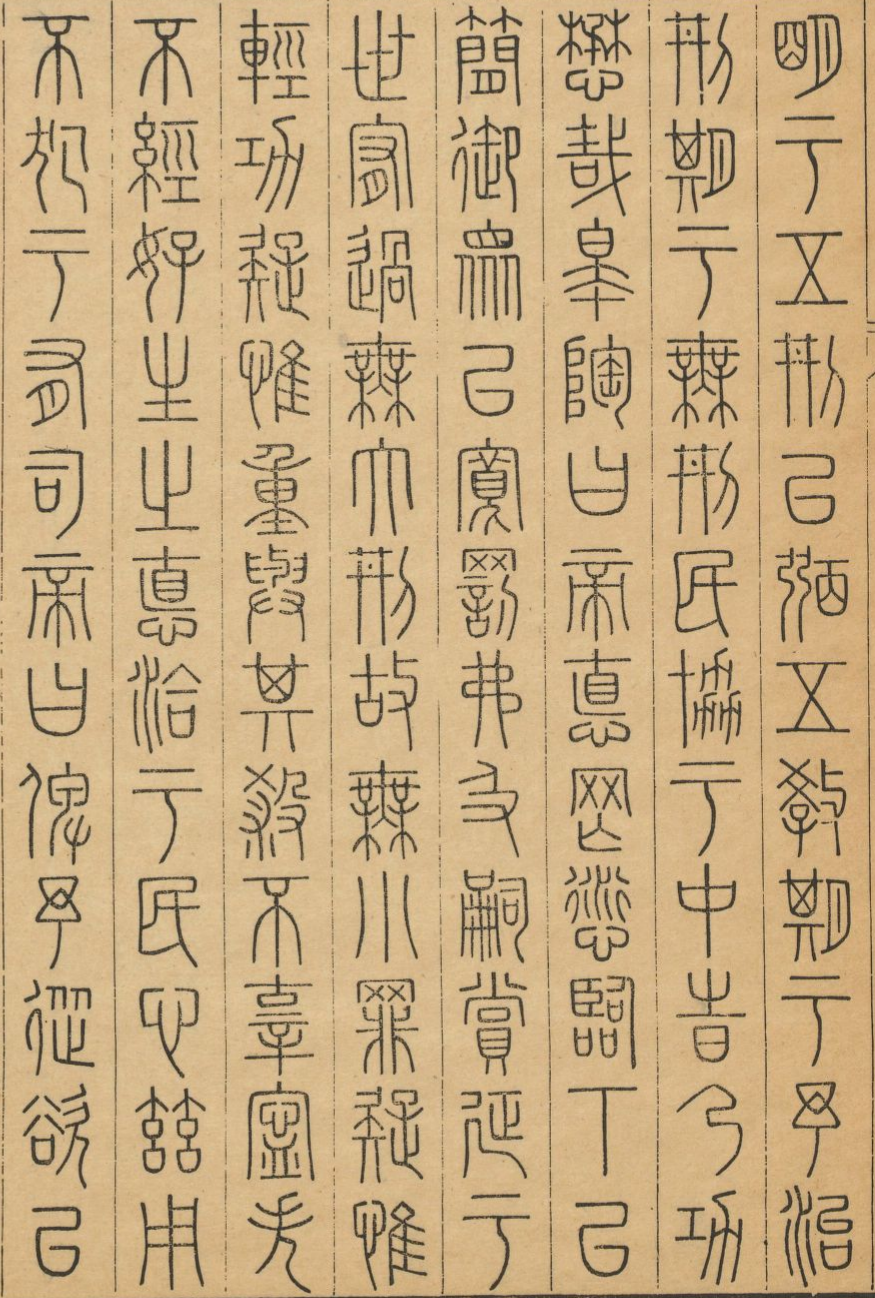 明于五刑以弼五教期于予治
刑期于無刑民協于中時乃功
懋哉皋陶曰帝悳罔愆臨下以
簡御眾以寬罰弗及嗣賞延于
世宥過無大刑故無小罪疑惟
輕功疑惟重與其殺不辜寧失
不經好生之悳洽于民心茲用
不犯于有司帝曰俾予從欲以